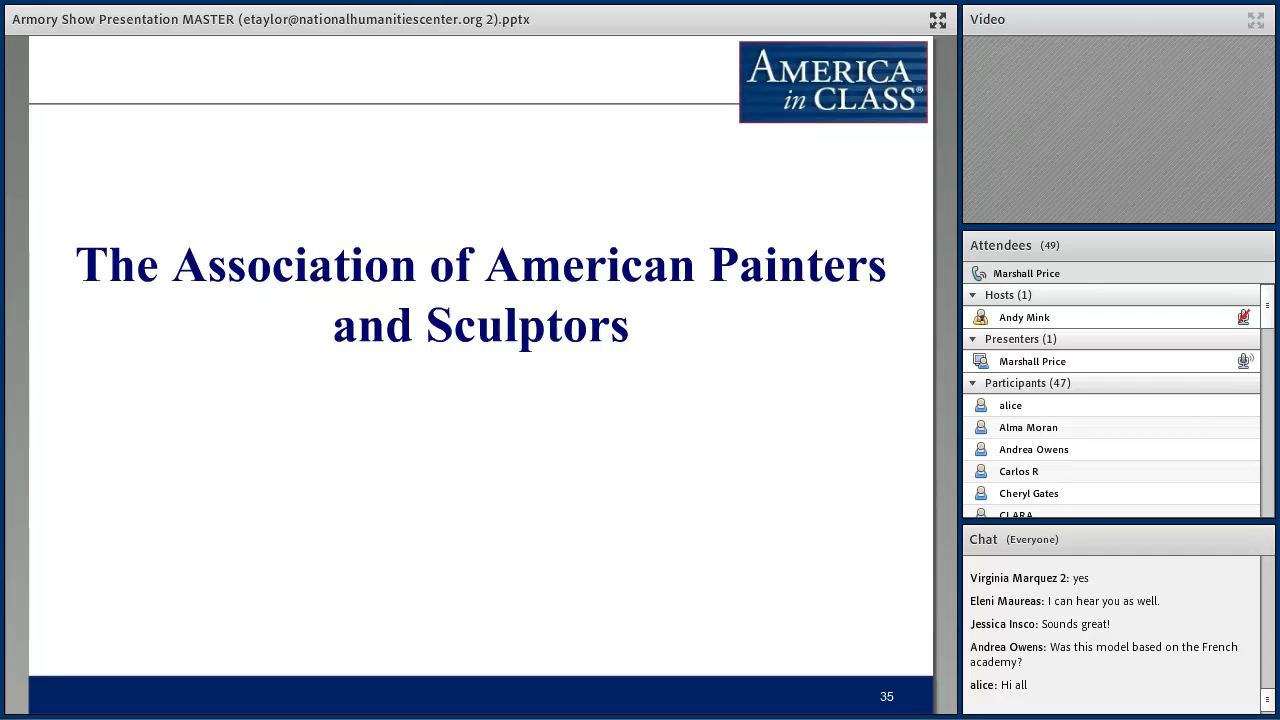 Armory Show Presentation MASTER (etaylor@nationalhumanitiescenter.org 2).pptx
AMERICA
in CLASS®
The Association of American Painters
and Sculptors
35
Video
Attendees (49)
Marshall Price
Hosts (1)
Andy Mink
Presenters (1)
Marshall Price
Participants (47)
alice
Alma Moran
Andrea Owens
Carlos R
Cheryl Gates
CLARA
Chat (Everyone)
Virginia Marquez 2: yes
Eleni Maureas: I can hear you as well.
Jessica Insco: Sounds great!
Andrea Owens: Was this model based on the French
academy?
alice: Hi all